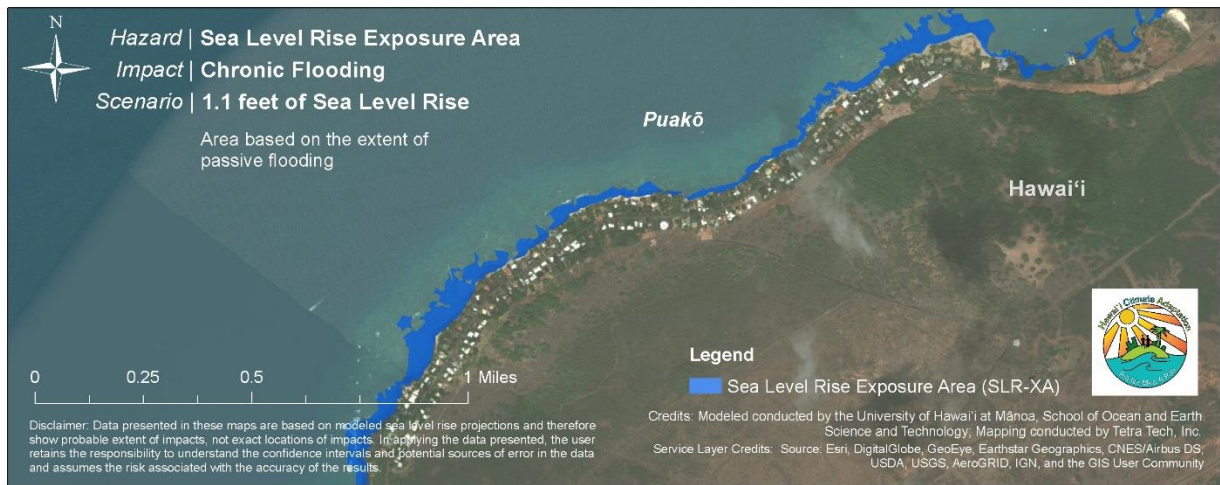 N
Hazard | Sea Level Rise Exposure Area
Impact | Chronic Flooding
Scenario | 1.1 feet of Sea Level Rise
Area based on the extent of
passive flooding
Puakō
Hawai‘i
0 0.25 0.5 1 Miles
Disclaimer: Data presented in these maps are based on modeled sea level rise projections and therefore
show probable extent of impacts, not exact locations of impacts. In applying the data presented, the user
retains the responsibility to understand the confidence intervals and potential sources of error in the data
and assumes the risk associated with the accuracy of the results.
Legend
Sea Level Rise Exposure Area (SLR-XA)
Hawai‘i Climate Adaptation
Credits: Modeled conducted by the University of Hawai‘i at Mānoa, School of Ocean and Earth
Science and Technology; Mapping conducted by Tetra Tech, Inc.
Service Layer Credits: Source: Esri, DigitalGlobe, GeoEye, Earthstar Geographics, CNES/Airbus DS,
USDA, USGS, AeroGRID, IGN, and the GIS User Community